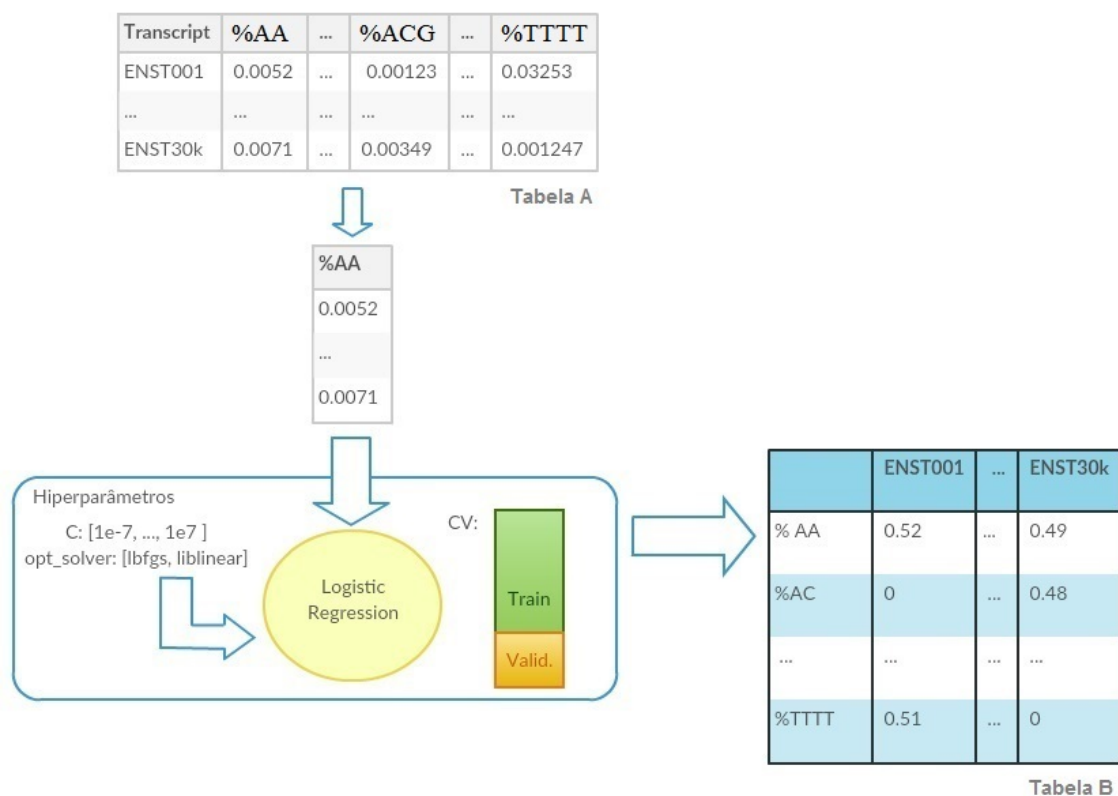 Transcript %AA ... %ACG ... %TTTT
ENST001 0.0052 ... 0.00123 ... 0.03253
... ... ... ... ... ...
ENST30k 0.0071 ... 0.00349 ... 0.001247
Tabela A
%AA
0.0052
...
0.0071
Hiperparâmetros
C: [1e-7, ..., 1e7 ]
opt_solver: [lbfgs, liblinear]
Logistic
Regression
CV:
Train
Valid.
ENST001 ... ENST30k
% AA 0.52 ... 0.49
%AC 0 ... 0.48
... ... ... ...
%TTTT 0.51 ... 0
Tabela B